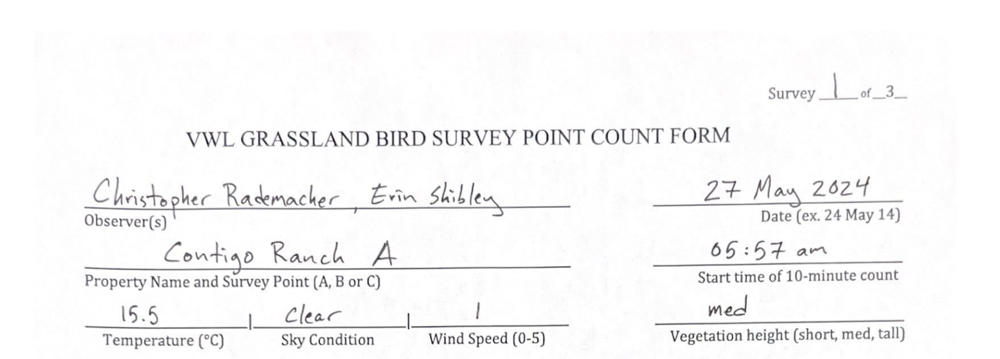 Survey 1 of 3
VWL GRASSLAND BIRD SURVEY POINT COUNT FORM
Christopher Rademacher, Erin Shibley 27 May 2024
Observer(s) Date (ex. 24 May 14)
Contigo Ranch A 05:57 am
Property Name and Survey Point (A, B or C) Start time of 10-minute count
15.5 Clear 1 med
Temperature (°C) Sky Condition Wind Speed (0-5) Vegetation height (short, med, tall)